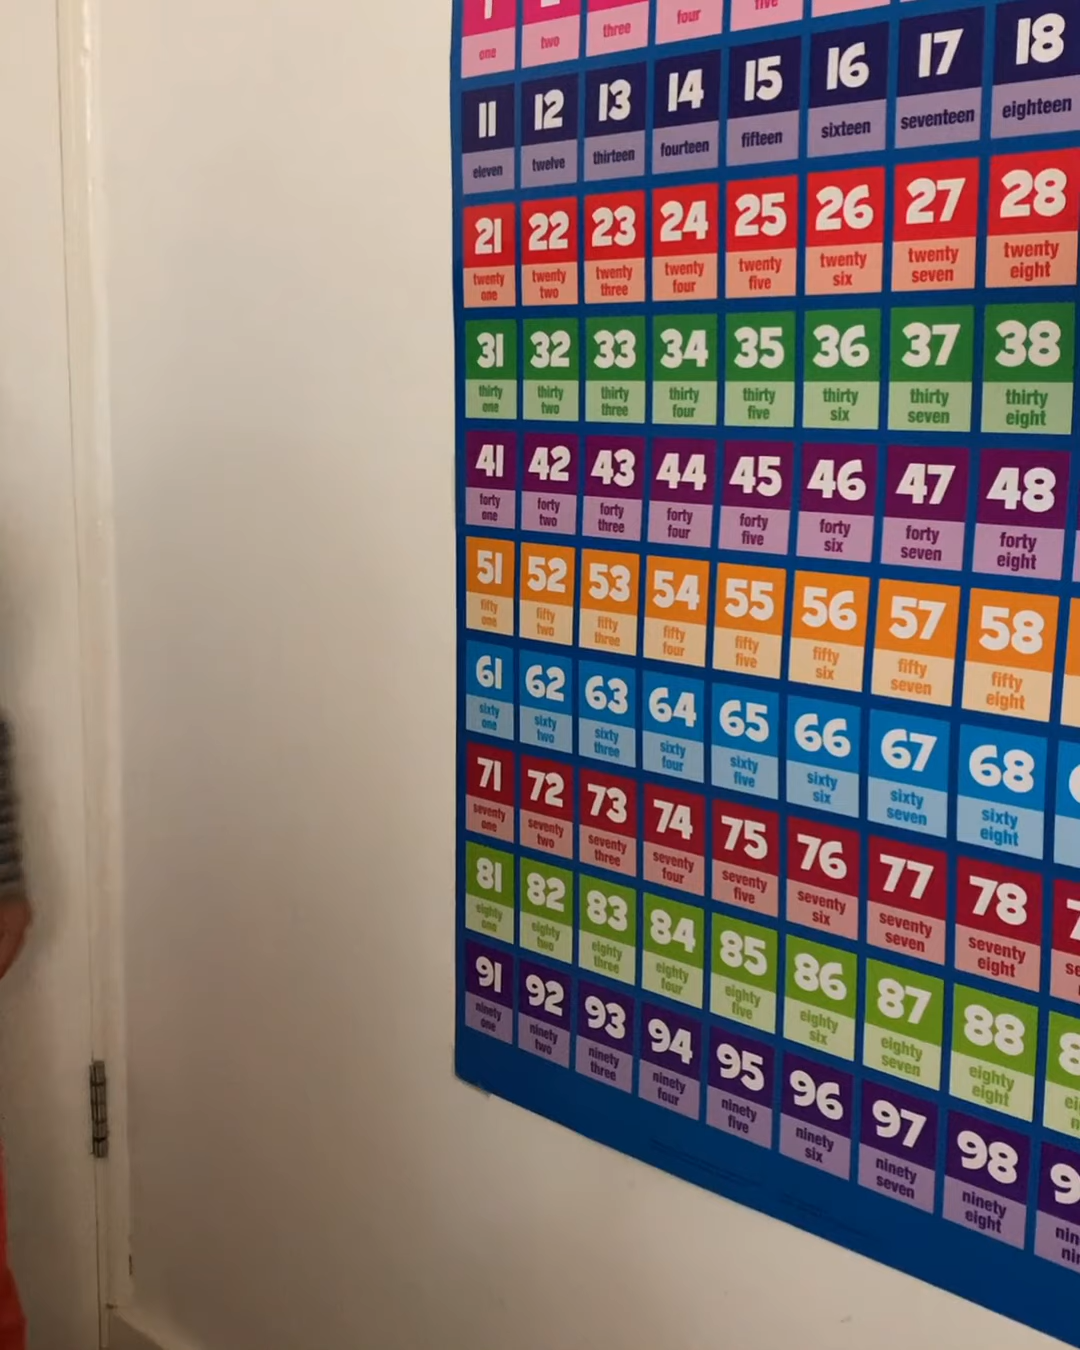 1
one two three four five
11 12 13 14 15 16 17 18
eleven twelve thirteen fourteen fifteen sixteen seventeen eighteen
21 22 23 24 25 26 27 28
twenty twenty twenty twenty twenty twenty twenty twenty
one two three four five six seven eight
31 32 33 34 35 36 37 38
thirty thirty thirty thirty thirty thirty thirty thirty
one two three four five six seven eight
41 42 43 44 45 46 47 48
forty forty forty forty forty forty forty forty
one two three four five six seven eight
51 52 53 54 55 56 57 58
fifty fifty fifty fifty fifty fifty fifty fifty
one two three four five six seven eight
61 62 63 64 65 66 67 68
sixty sixty sixty sixty sixty sixty sixty sixty
one two three four five six seven eight
71 72 73 74 75 76 77 78
seventy seventy seventy seventy seventy seventy seventy seventy
one two three four five six seven eight
81 82 83 84 85 86 87 88
eighty eighty eighty eighty eighty eighty eighty eighty
one two three four five six seven eight
91 92 93 94 95 96 97 98
ninety ninety ninety ninety ninety ninety ninety ninety
one two three four five six seven eight